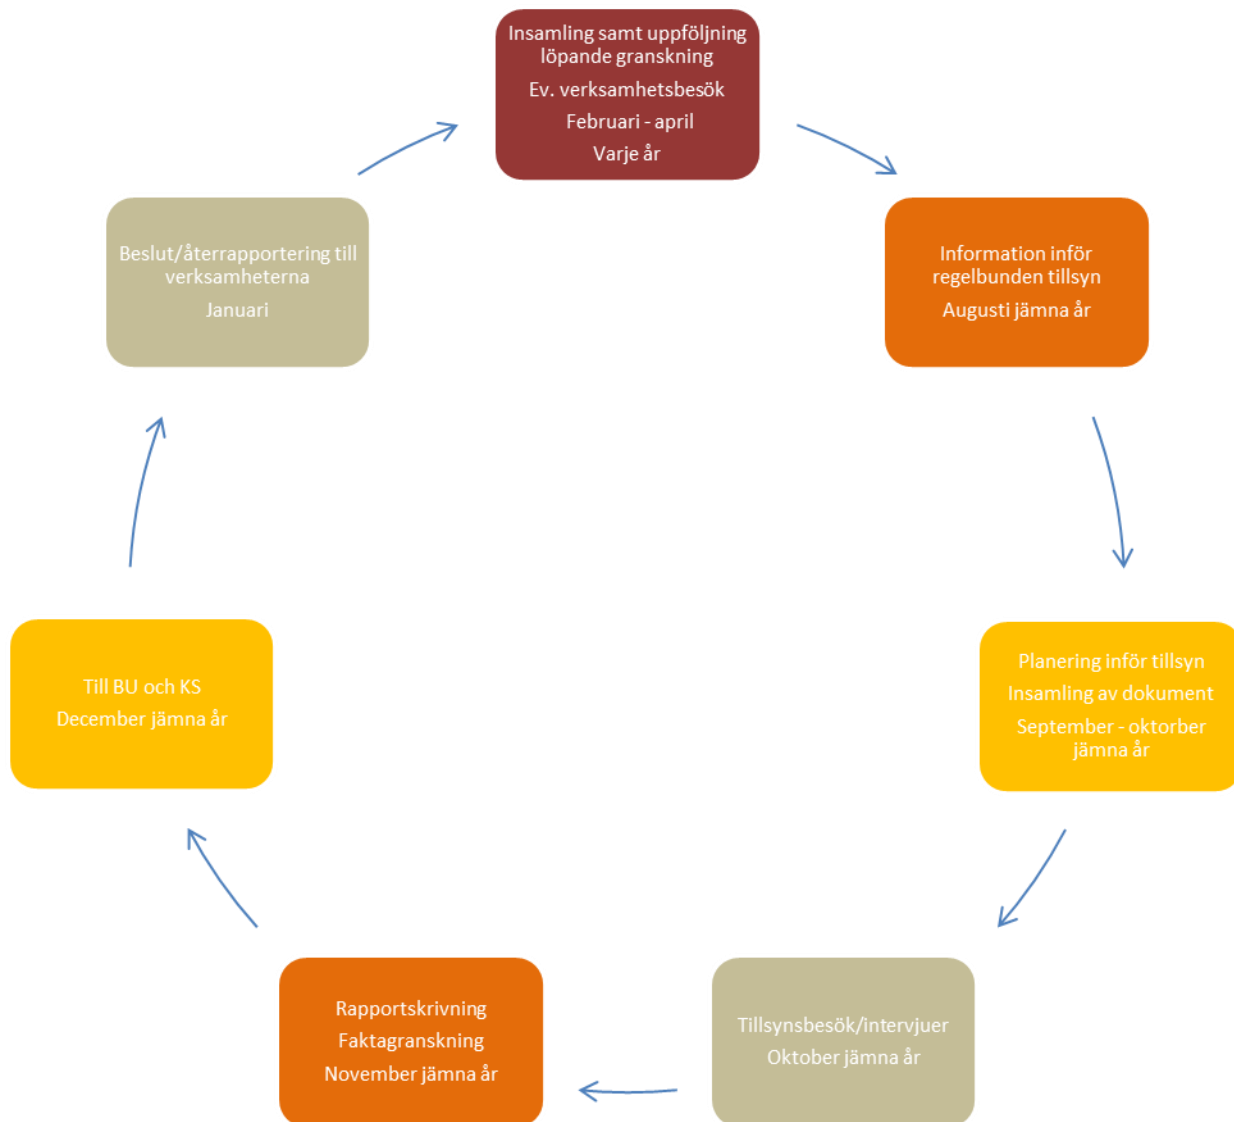 Insamling samt uppföljning
löpande granskning
Ev. verksamhetsbesök
Februari - april
Varje år
Information inför
regelbunden tillsyn
Augusti jämna år
Planering inför tillsyn
Insamling av dokument
September - oktorber
jämna år
Tillsynsbesök/intervjuer
Oktober jämna år
Rapportskrivning
Faktagranskning
November jämna år
Till BU och KS
December jämna år
Beslut/återrapportering till
verksamheterna
Januari